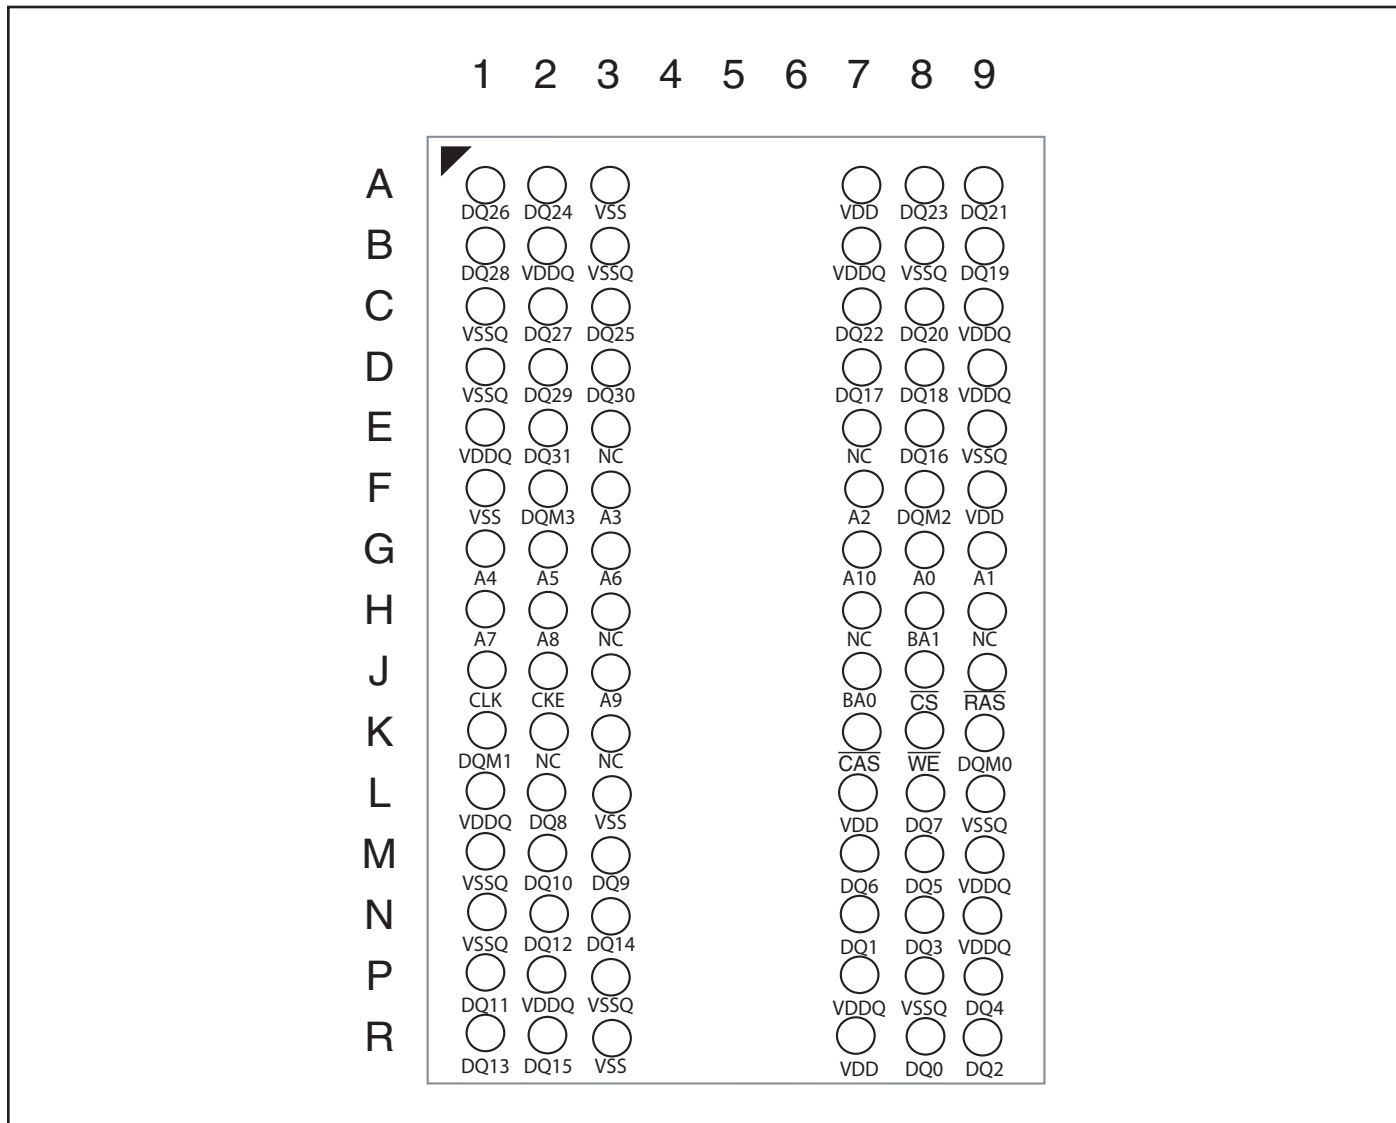 1 2 3 4 5 6 7 8 9
A
DQ26 DQ24 VSS VDD DQ23 DQ21
B
DQ28 VDDQ VSSQ VDDQ VSSQ DQ19
C
VSSQ DQ27 DQ25 DQ22 DQ20 VDDQ
D
VSSQ DQ29 DQ30 DQ17 DQ18 VDDQ
E
VDDQ DQ31 NC NC DQ16 VSSQ
F
VSS DQM3 A3 A2 DQM2 VDD
G
A4 A5 A6 A10 A0 A1
H
A7 A8 NC NC BA1 NC
J
CLK CKE A9 BA0 C̅S̅ R̅A̅S̅
K
DQM1 NC NC C̅A̅S̅ W̅E̅ DQM0
L
VDDQ DQ8 VSS VDD DQ7 VSSQ
M
VSSQ DQ10 DQ9 DQ6 DQ5 VDDQ
N
VSSQ DQ12 DQ14 DQ1 DQ3 VDDQ
P
DQ11 VDDQ VSSQ VDDQ VSSQ DQ4
R
DQ13 DQ15 VSS VDD DQ0 DQ2